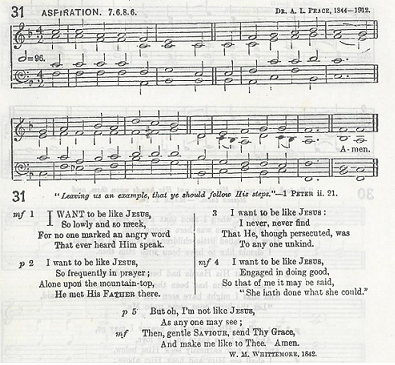 31 ASPIRATION. 7.6.8.6. DR. A. L. PEACE, 1844–1912.
=96.
A- men.
31 "Leaving us an example, that ye should follow His steps."—1 PETER ii. 21.
mf 1 I WANT to be like JESUS,
So lowly and so meek,
For no one marked an angry word
That ever heard Him speak.
p 2 I want to be like JESUS,
So frequently in prayer;
Alone upon the mountain-top,
He met His FATHER there.
3 I want to be like JESUS:
I never, never find
That He, though persecuted, was
To any one unkind.
mf 4 I want to be like JESUS,
Engaged in doing good,
So that of me it may be said,
"She hath done what she could."
p 5 But oh, I'm not like JESUS,
As any one may see;
mf Then, gentle SAVIOUR, send Thy Grace,
And make me like to Thee. Amen.
W. M. WHITTEMORE, 1842.